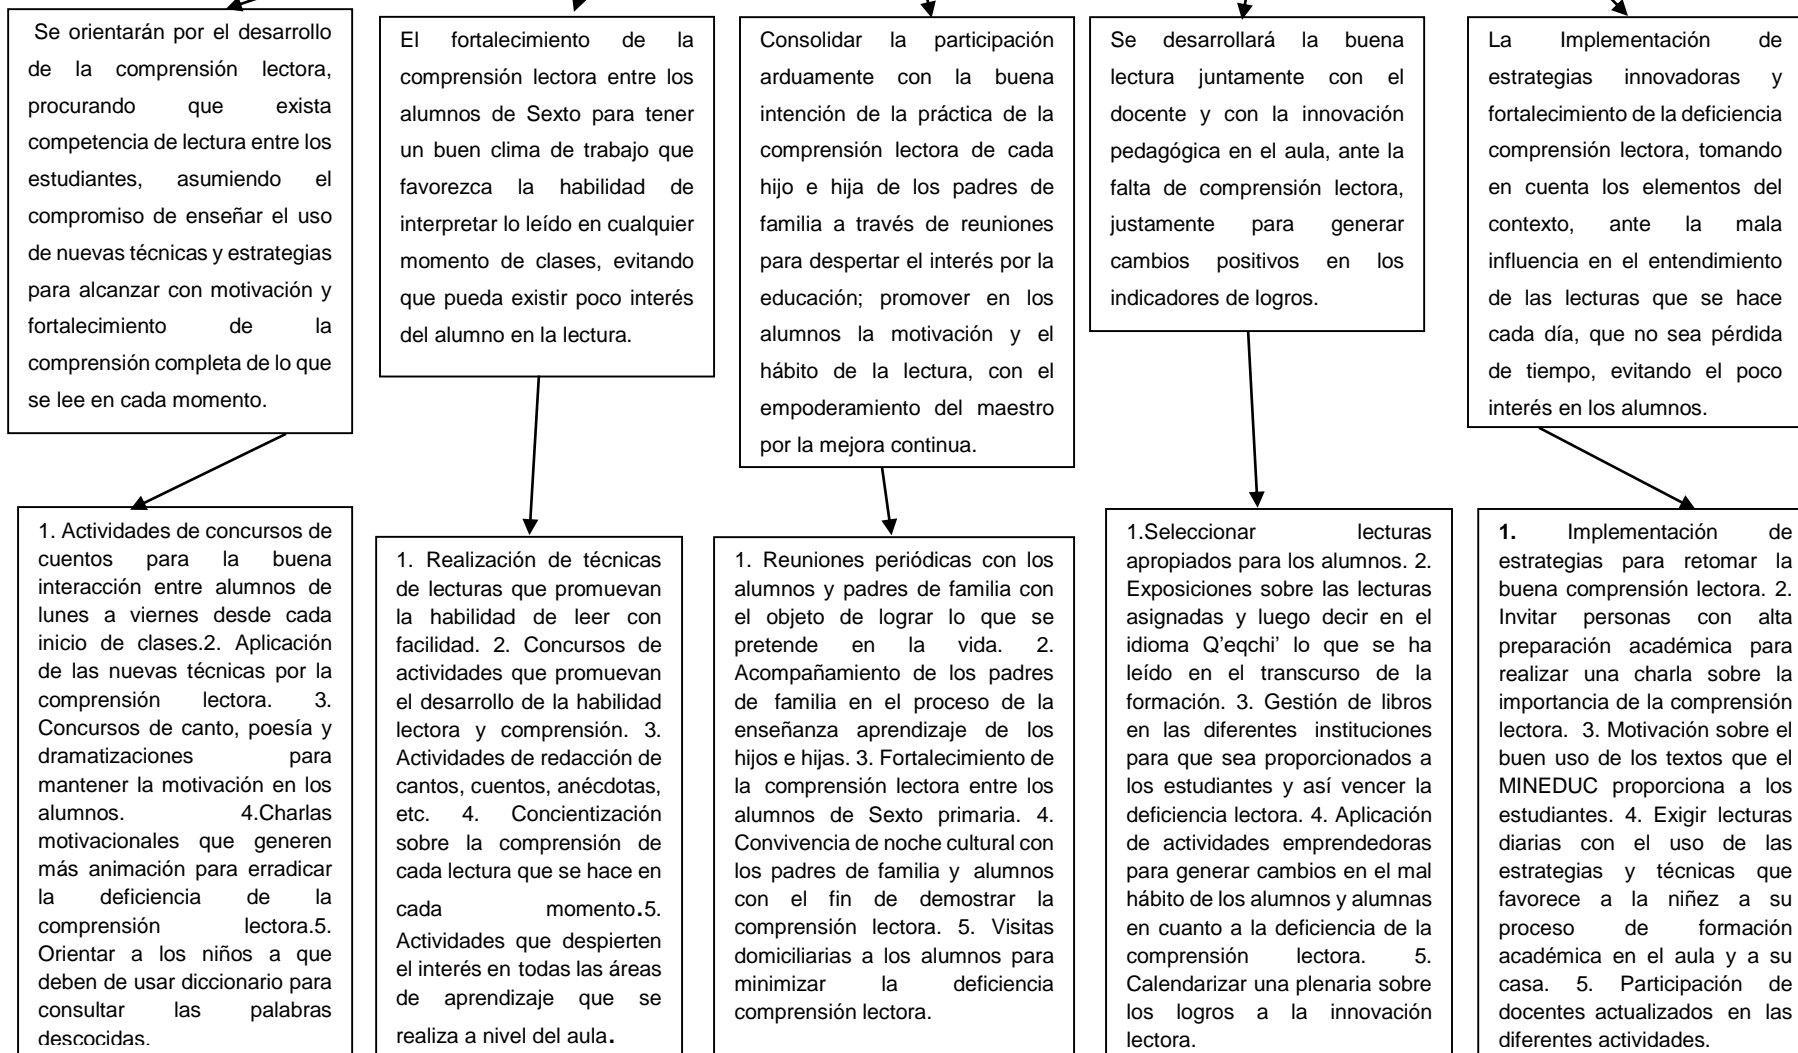 Se orientarán por el desarrollo
de la comprensión lectora,
procurando que exista
competencia de lectura entre los
estudiantes, asumiendo el
compromiso de enseñar el uso
de nuevas técnicas y estrategias
para alcanzar con motivación y
fortalecimiento de la
comprensión completa de lo que
se lee en cada momento.
El fortalecimiento de la
comprensión lectora entre los
alumnos de Sexto para tener
un buen clima de trabajo que
favorezca la habilidad de
interpretar lo leído en cualquier
momento de clases, evitando
que pueda existir poco interés
del alumno en la lectura.
Consolidar la participación
arduamente con la buena
intención de la práctica de la
comprensión lectora de cada
hijo e hija de los padres de
familia a través de reuniones
para despertar el interés por la
educación; promover en los
alumnos la motivación y el
hábito de la lectura, con el
empoderamiento del maestro
por la mejora continua.
Se desarrollará la buena
lectura juntamente con el
docente y con la innovación
pedagógica en el aula, ante la
falta de comprensión lectora,
justamente para generar
cambios positivos en los
indicadores de logros.
La Implementación de
estrategias innovadoras y
fortalecimiento de la deficiencia
comprensión lectora, tomando
en cuenta los elementos del
contexto, ante la mala
influencia en el entendimiento
de las lecturas que se hace
cada día, que no sea pérdida
de tiempo, evitando el poco
interés en los alumnos.
1. Actividades de concursos de
cuentos para la buena
interacción entre alumnos de
lunes a viernes desde cada
inicio de clases.2. Aplicación
de las nuevas técnicas por la
comprensión lectora. 3.
Concursos de canto, poesía y
dramatizaciones para
mantener la motivación en los
alumnos. 4.Charlas
motivacionales que generen
más animación para erradicar
la deficiencia de la
comprensión lectora.5.
Orientar a los niños a que
deben de usar diccionario para
consultar las palabras
descocidas.
1. Realización de técnicas
de lecturas que promuevan
la habilidad de leer con
facilidad. 2. Concursos de
actividades que promuevan
el desarrollo de la habilidad
lectora y comprensión. 3.
Actividades de redacción de
cantos, cuentos, anécdotas,
etc. 4. Concientización
sobre la comprensión de
cada lectura que se hace en
cada momento.5.
Actividades que despierten
el interés en todas las áreas
de aprendizaje que se
realiza a nivel del aula.
1. Reuniones periódicas con los
alumnos y padres de familia con
el objeto de lograr lo que se
pretende en la vida. 2.
Acompañamiento de los padres
de familia en el proceso de la
enseñanza aprendizaje de los
hijos e hijas. 3. Fortalecimiento de
la comprensión lectora entre los
alumnos de Sexto primaria. 4.
Convivencia de noche cultural con
los padres de familia y alumnos
con el fin de demostrar la
comprensión lectora. 5. Visitas
domiciliarias a los alumnos para
minimizar la deficiencia
comprensión lectora.
1.Seleccionar lecturas
apropiados para los alumnos. 2.
Exposiciones sobre las lecturas
asignadas y luego decir en el
idioma Q’eqchi’ lo que se ha
leído en el transcurso de la
formación. 3. Gestión de libros
en las diferentes instituciones
para que sea proporcionados a
los estudiantes y así vencer la
deficiencia lectora. 4. Aplicación
de actividades emprendedoras
para generar cambios en el mal
hábito de los alumnos y alumnas
en cuanto a la deficiencia de la
comprensión lectora. 5.
Calendarizar una plenaria sobre
los logros a la innovación
lectora.
1. Implementación de
estrategias para retomar la
buena comprensión lectora. 2.
Invitar personas con alta
preparación académica para
realizar una charla sobre la
importancia de la comprensión
lectora. 3. Motivación sobre el
buen uso de los textos que el
MINEDUC proporciona a los
estudiantes. 4. Exigir lecturas
diarias con el uso de las
estrategias y técnicas que
favorece a la niñez a su
proceso de formación
académica en el aula y a su
casa. 5. Participación de
docentes actualizados en las
diferentes actividades.